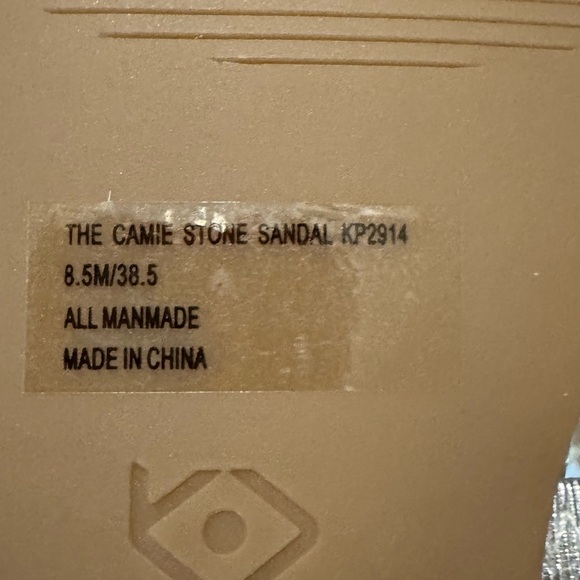 THE CAMIE STONE SANDAL KP2914
8.5M/38.5
ALL MANMADE
MADE IN CHINA